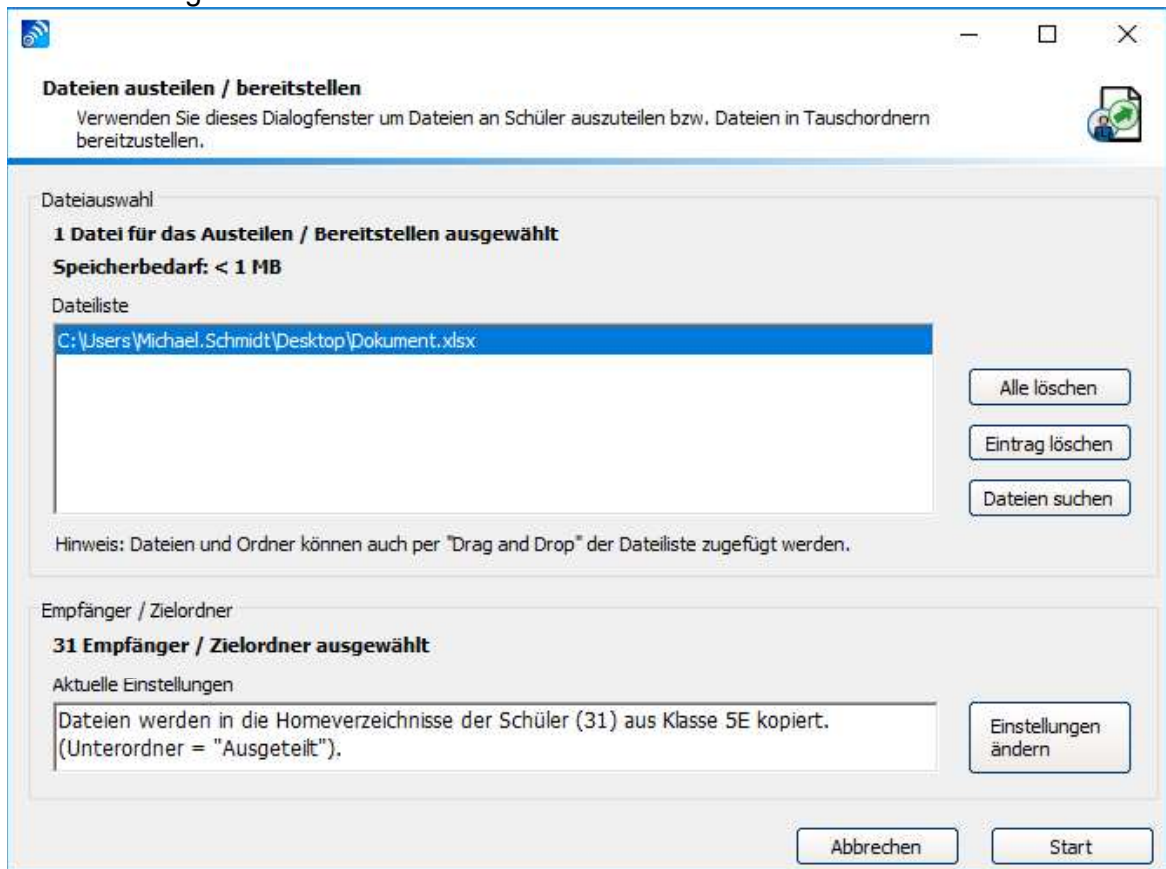 Dateien austeilen / bereitstellen
Verwenden Sie dieses Dialogfenster um Dateien an Schüler auszuteilen bzw. Dateien in Tauschordnern
bereitzustellen.
Dateiauswahl
1 Datei für das Austeilen / Bereitstellen ausgewählt
Speicherbedarf: < 1 MB
Dateiliste
C:\Users\Michael.Schmidt\Desktop\Dokument.xlsx
Alle löschen
Eintrag löschen
Dateien suchen
Hinweis: Dateien und Ordner können auch per "Drag and Drop" der Dateiliste zugefügt werden.
Empfänger / Zielordner
31 Empfänger / Zielordner ausgewählt
Aktuelle Einstellungen
Dateien werden in die Homeverzeichnisse der Schüler (31) aus Klasse 5E kopiert.
(Unterordner = "Ausgeteilt").
Einstellungen
ändern
Abbrechen
Start